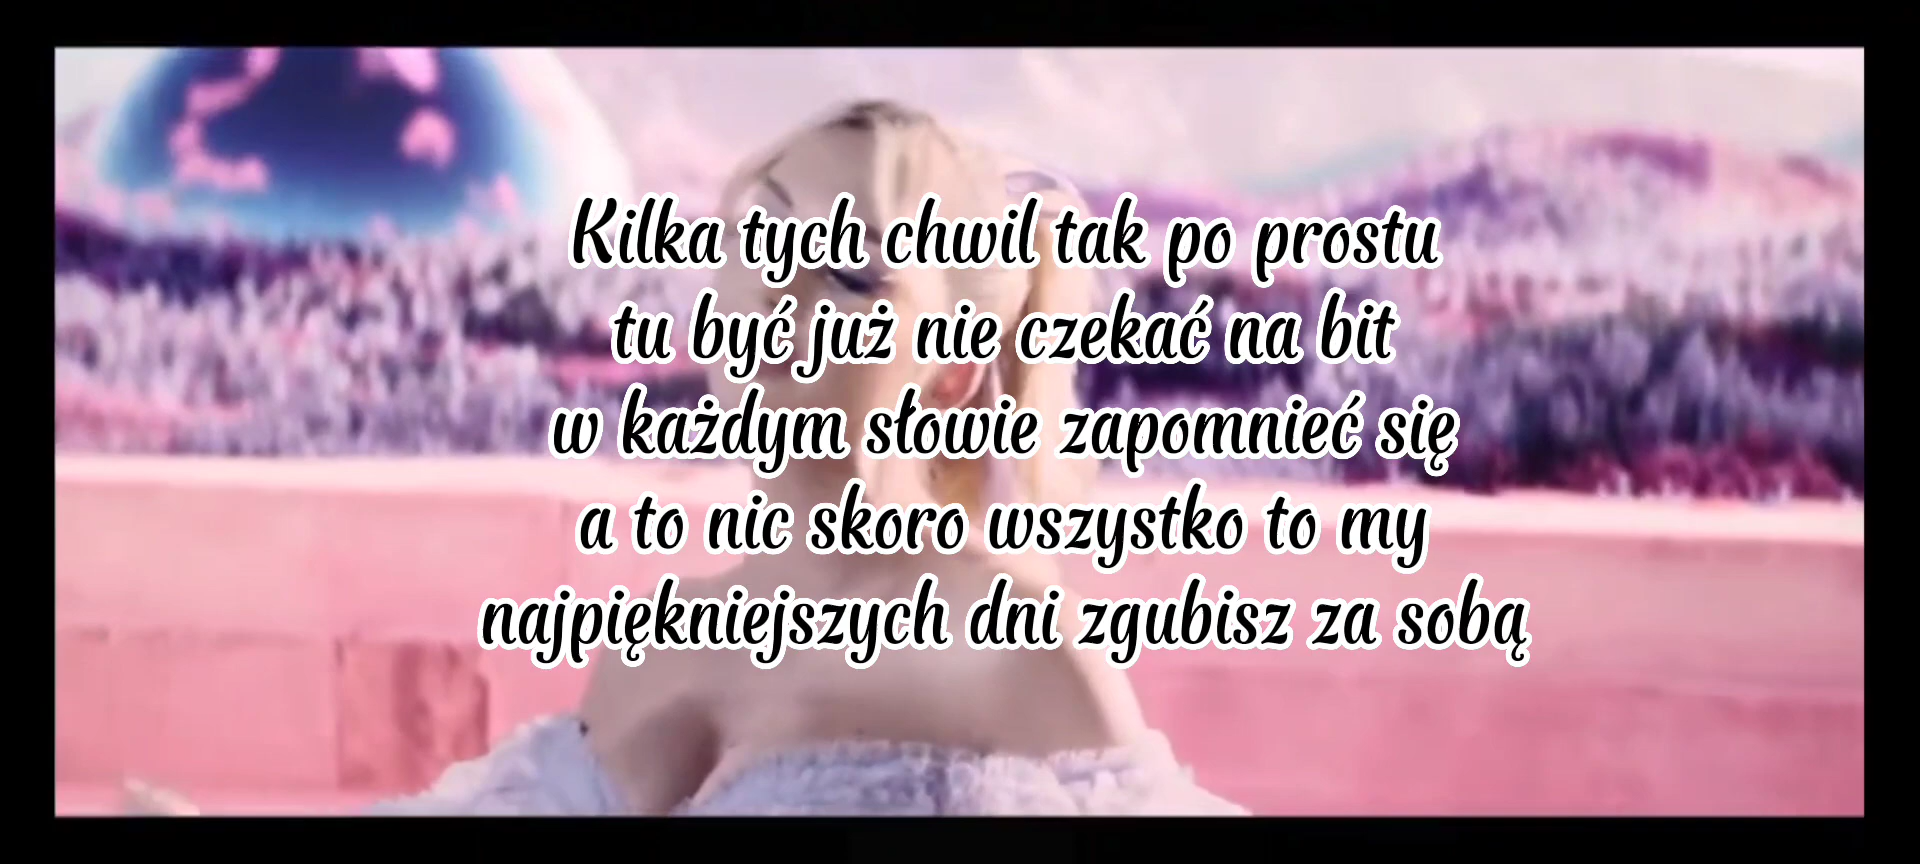 Kilka tych chwil tak po prostu
tu być już nie czekać na bit
w każdym słowie zapomnieć się
a to nic skoro wszystko to my
najpiękniejszych dni zgubisz za sobą